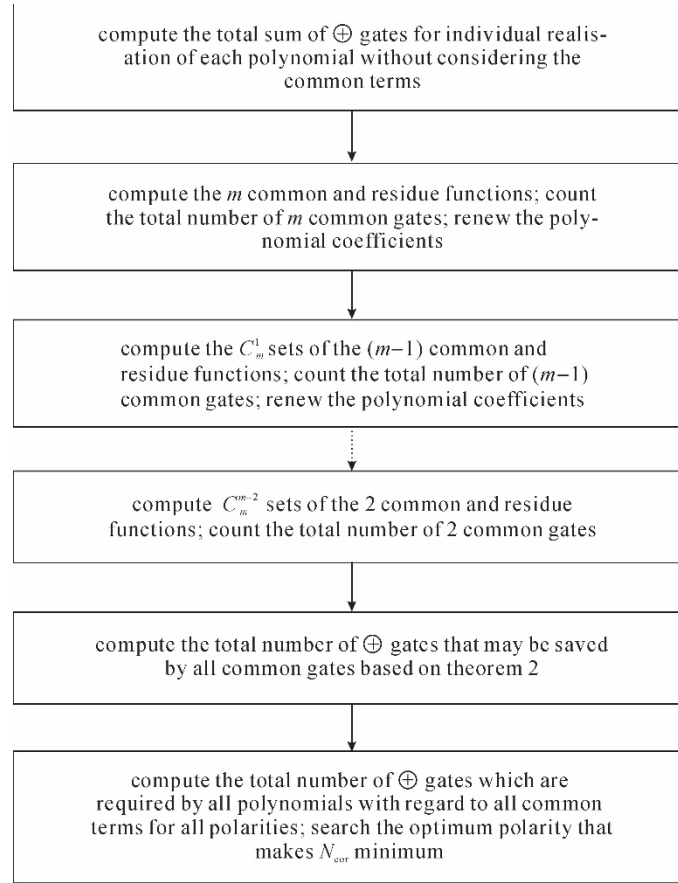 compute the total sum of ⊕ gates for individual realis-
ation of each polynomial without considering the
common terms
compute the m common and residue functions; count
the total number of m common gates; renew the poly-
nomial coefficients
compute the C_m^1 sets of the (m−1) common and
residue functions; count the total number of (m−1)
common gates; renew the polynomial coefficients
compute C_m^{m−2} sets of the 2 common and residue
functions; count the total number of 2 common gates
compute the total number of ⊕ gates that may be saved
by all common gates based on theorem 2
compute the total number of ⊕ gates which are
required by all polynomials with regard to all common
terms for all polarities; search the optimum polarity that
makes N_eor minimum